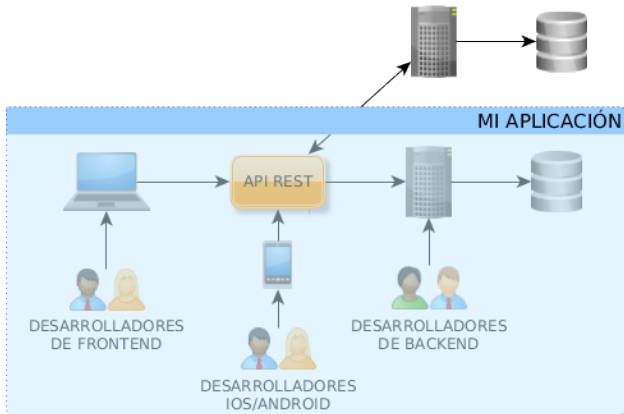 MI APLICACIÓN
API REST
DESARROLLADORES
DE FRONTEND
DESARROLLADORES
IOS/ANDROID
DESARROLLADORES
DE BACKEND